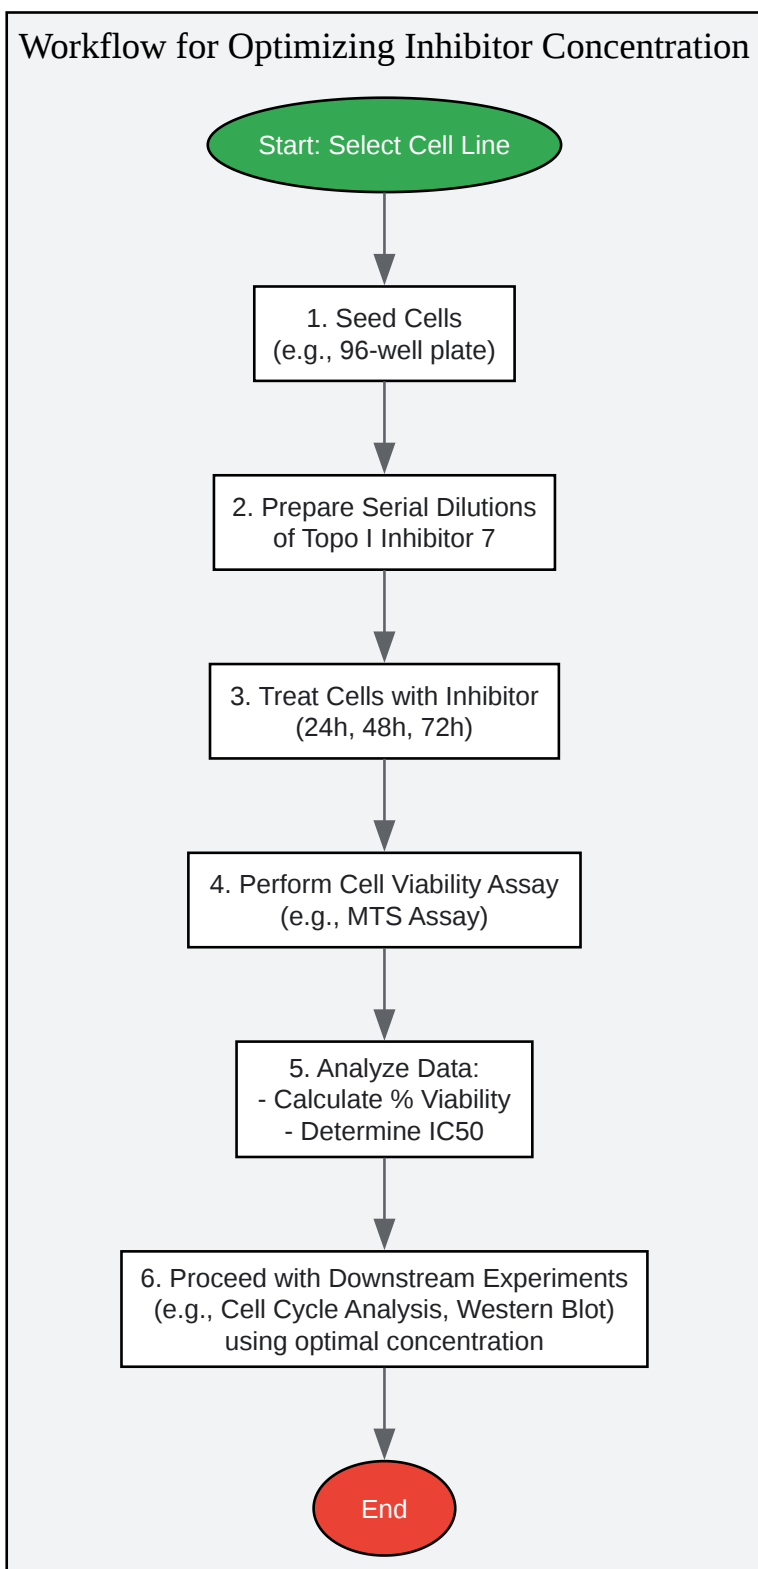 Workflow for Optimizing Inhibitor Concentration
Start: Select Cell Line
1. Seed Cells
(e.g., 96-well plate)
2. Prepare Serial Dilutions
of Topo I Inhibitor 7
3. Treat Cells with Inhibitor
(24h, 48h, 72h)
4. Perform Cell Viability Assay
(e.g., MTS Assay)
5. Analyze Data:
- Calculate % Viability
- Determine IC50
6. Proceed with Downstream Experiments
(e.g., Cell Cycle Analysis, Western Blot)
using optimal concentration
End